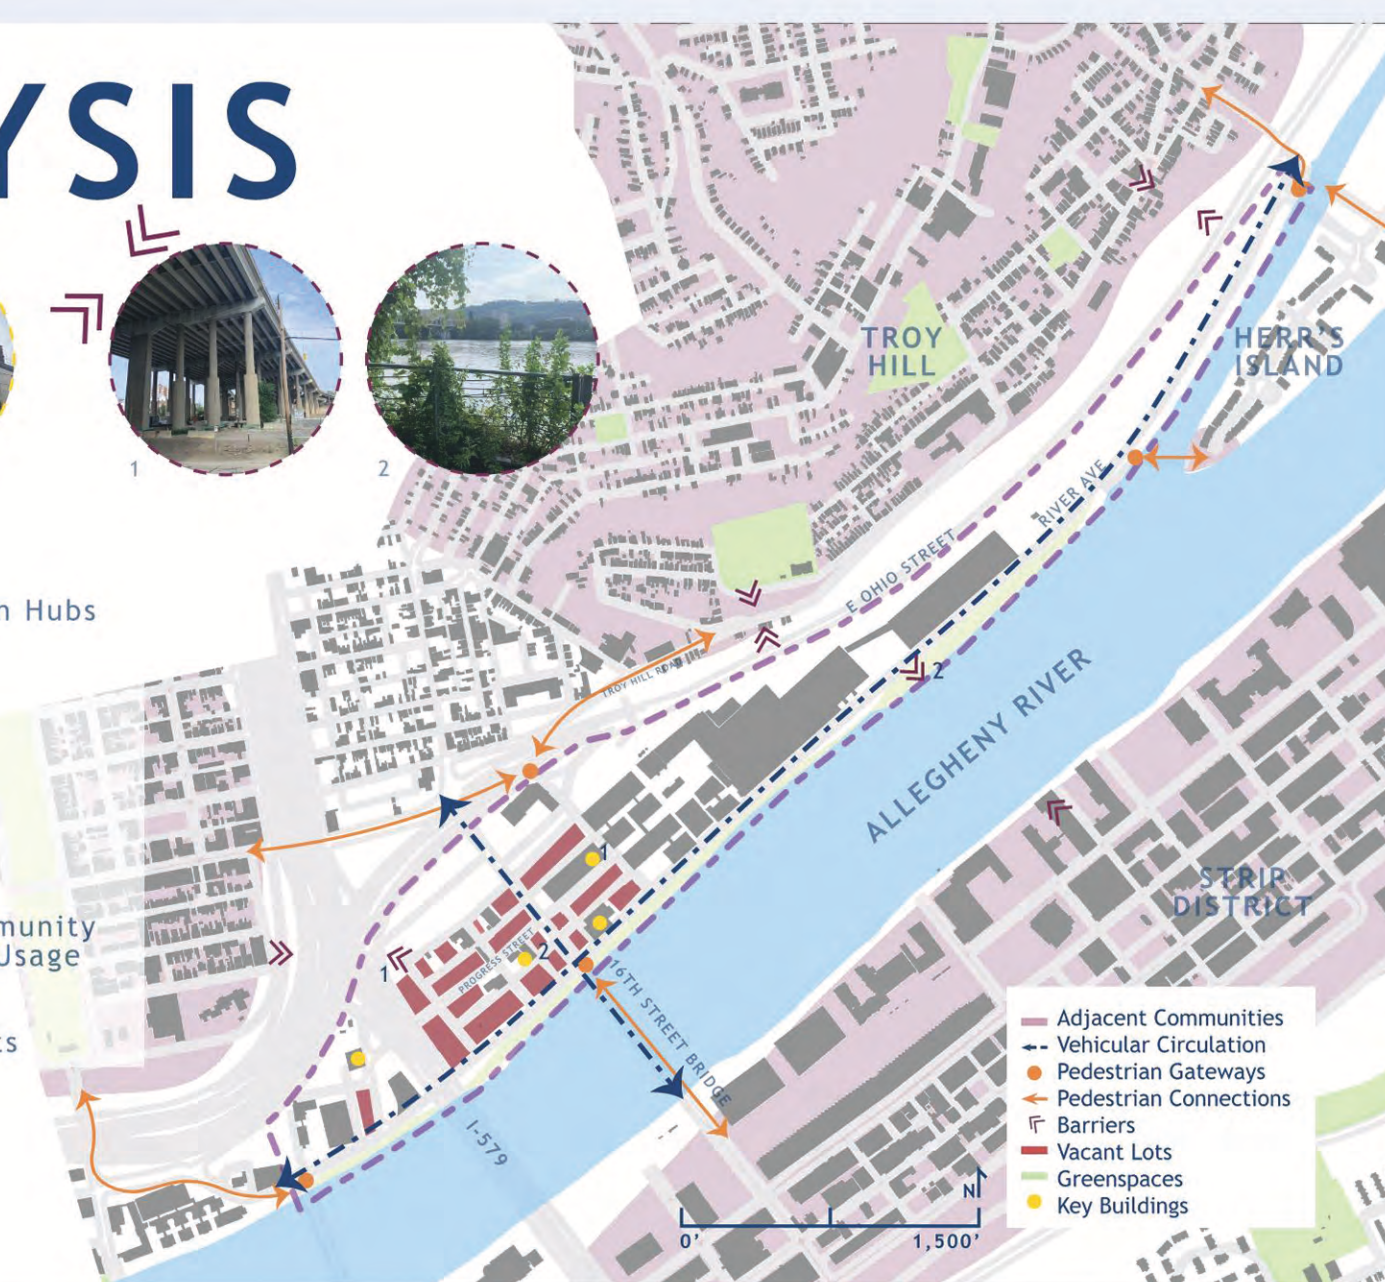 YSIS
1
2
n Hubs
munity
Usage
ts
TROY
HILL
HERR'S
ISLAND
RIVER AVE
E OHIO STREET
TROY HILL ROAD
2
ALLEGHENY RIVER
STRIP
DISTRICT
1
2
PROGRESS STREET
1
16TH STREET BRIDGE
I-579
Adjacent Communities
Vehicular Circulation
Pedestrian Gateways
Pedestrian Connections
Barriers
Vacant Lots
Greenspaces
Key Buildings
N
0' 1,500'